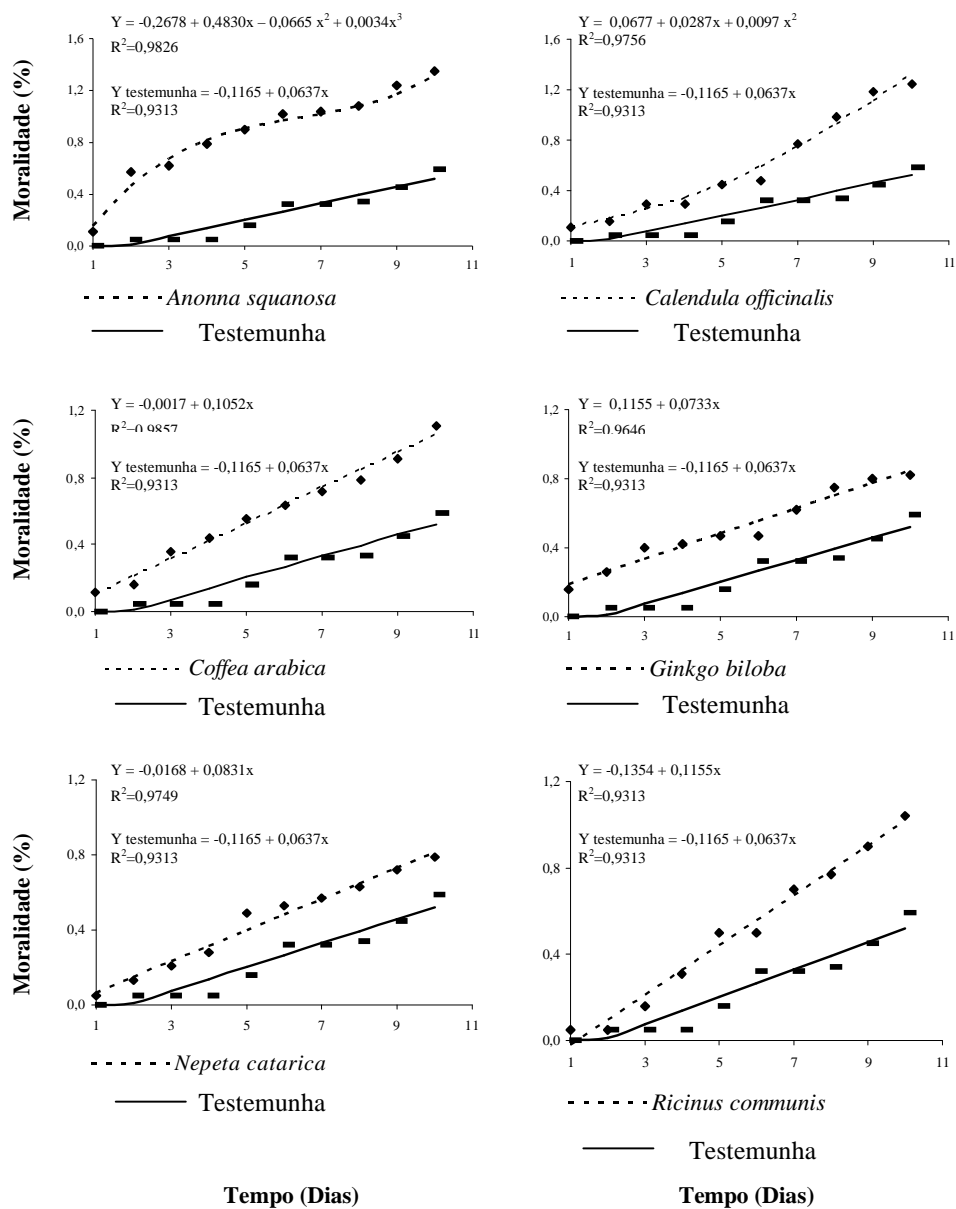 Y = -0,2678 + 0,4830x – 0,0665 x² + 0,0034x³
R²=0,9826
Y testemunha = -0,1165 + 0,0637x
R²=0,9313
Moralidade (%)
1,6
1,2
0,8
0,4
0,0
1 3 5 7 9 11
Anonna squanosa
Testemunha
Y = 0,0677 + 0,0287x + 0,0097 x²
R²=0,9756
Y testemunha = -0,1165 + 0,0637x
R²=0,9313
1,6
1,2
0,8
0,4
0,0
1 3 5 7 9 11
Calendula officinalis
Testemunha
Y = -0,0017 + 0,1052x
R²=0,9857
Y testemunha = -0,1165 + 0,0637x
R²=0,9313
Moralidade (%)
1,2
0,8
0,4
0,0
1 3 5 7 9 11
Coffea arabica
Testemunha
Y = 0,1155 + 0,0733x
R²=0,9646
Y testemunha = -0,1165 + 0,0637x
R²=0,9313
1,2
0,8
0,4
0,0
1 3 5 7 9 11
Ginkgo biloba
Testemunha
Y = -0,0168 + 0,0831x
R²=0,9749
Y testemunha = -0,1165 + 0,0637x
R²=0,9313
Moralidade (%)
1,2
0,8
0,4
0,0
1 3 5 7 9 11
Nepeta catarica
Testemunha
Y = -0,1354 + 0,1155x
R²=0,9313
Y testemunha = -0,1165 + 0,0637x
R²=0,9313
1,2
0,8
0,4
0,0
1 3 5 7 9 11
Ricinus communis
Testemunha
Tempo (Dias)
Tempo (Dias)